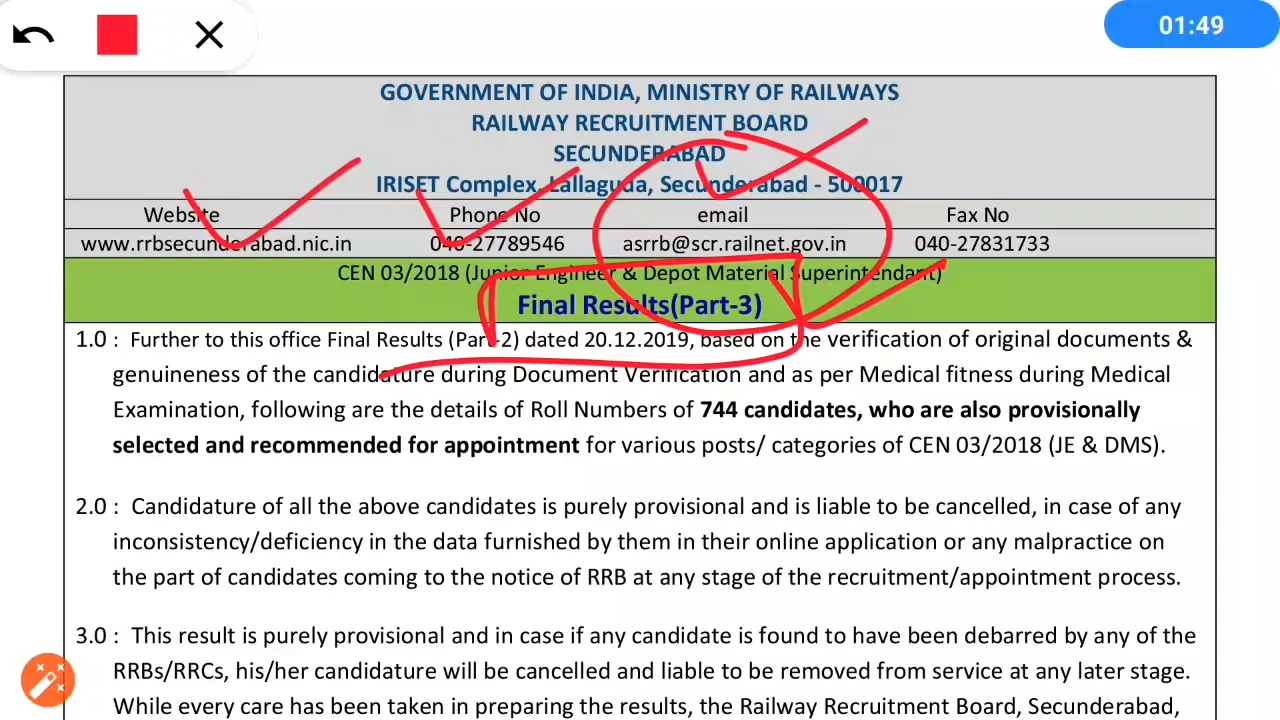 01:49
GOVERNMENT OF INDIA, MINISTRY OF RAILWAYS
RAILWAY RECRUITMENT BOARD
SECUNDERABAD
IRISET Complex, Lallaguda, Secunderabad - 500017
Website Phone No email Fax No
www.rrbsecunderabad.nic.in 040-27789546 asrrb@scr.railnet.gov.in 040-27831733
CEN 03/2018 (Junior Engineer & Depot Material Superintendant)
Final Results(Part-3)
1.0 : Further to this office Final Results (Part-2) dated 20.12.2019, based on the verification of original documents &
genuineness of the candidature during Document Verification and as per Medical fitness during Medical
Examination, following are the details of Roll Numbers of 744 candidates, who are also provisionally
selected and recommended for appointment for various posts/ categories of CEN 03/2018 (JE & DMS).
2.0 : Candidature of all the above candidates is purely provisional and is liable to be cancelled, in case of any
inconsistency/deficiency in the data furnished by them in their online application or any malpractice on
the part of candidates coming to the notice of RRB at any stage of the recruitment/appointment process.
3.0 : This result is purely provisional and in case if any candidate is found to have been debarred by any of the
RRBs/RRCs, his/her candidature will be cancelled and liable to be removed from service at any later stage.
While every care has been taken in preparing the results, the Railway Recruitment Board, Secunderabad,